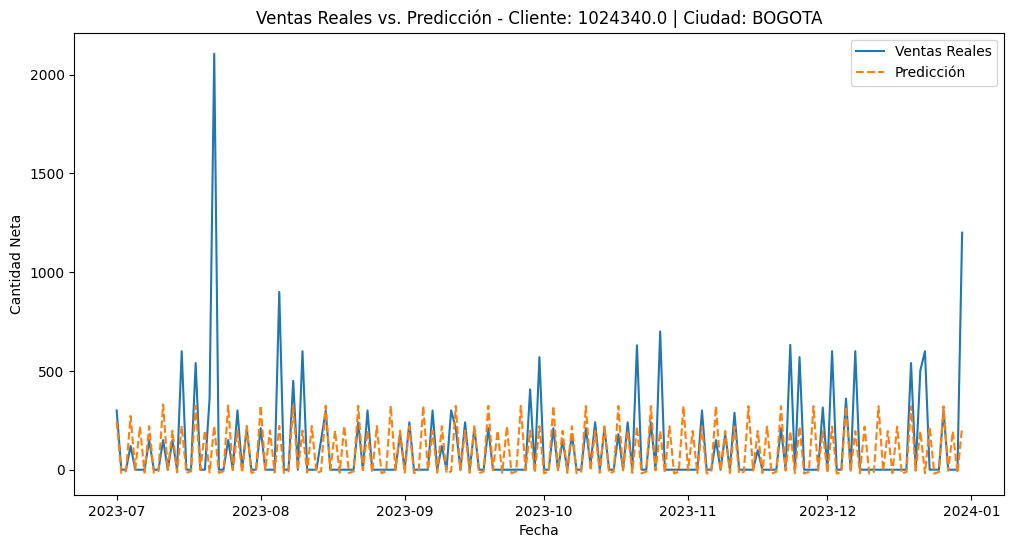 Ventas Reales vs. Predicción - Cliente: 1024340.0 | Ciudad: BOGOTA
Ventas Reales
Predicción
Cantidad Neta
2000
1500
1000
500
0
2023-07 2023-08 2023-09 2023-10 2023-11 2023-12 2024-01
Fecha